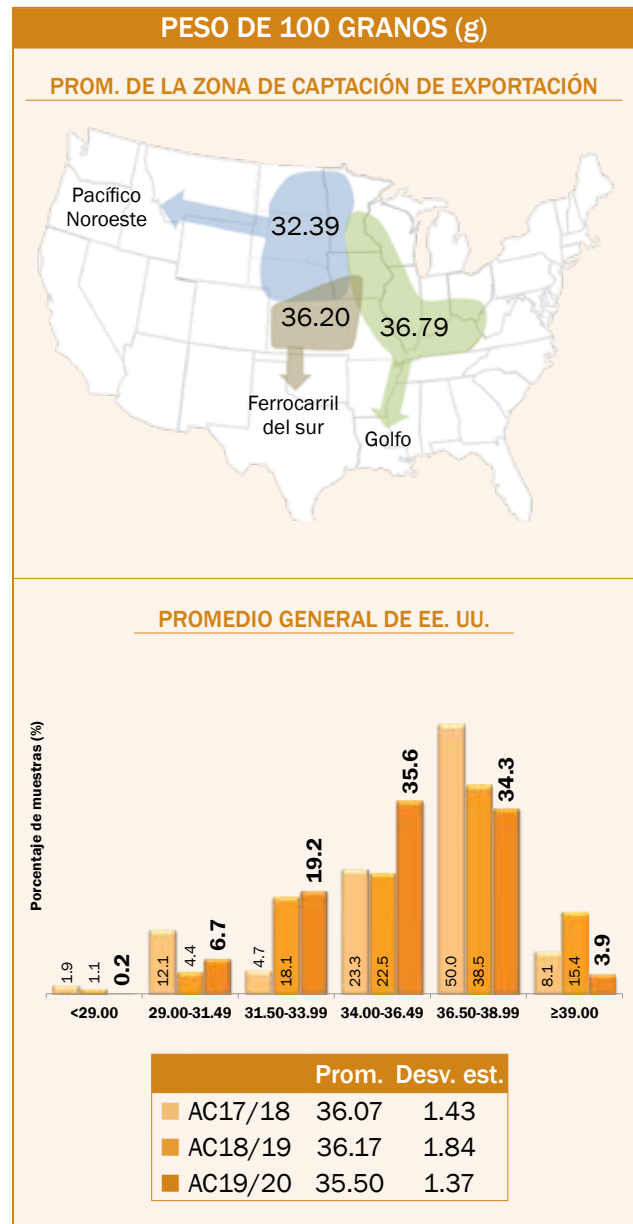 PESO DE 100 GRANOS (g)
PROM. DE LA ZONA DE CAPTACIÓN DE EXPORTACIÓN
Pacífico
Noroeste
32.39
36.20
36.79
Ferrocarril
del sur
Golfo
PROMEDIO GENERAL DE EE. UU.
Porcentaje de muestras (%)
1.9 1.1 0.2
12.1 4.4 6.7
4.7 18.1 19.2
23.3 22.5 35.6
50.0 38.5 34.3
8.1 15.4 3.9
<29.00 29.00-31.49 31.50-33.99 34.00-36.49 36.50-38.99 ≥39.00
Prom. Desv. est.
AC17/18 36.07 1.43
AC18/19 36.17 1.84
AC19/20 35.50 1.37